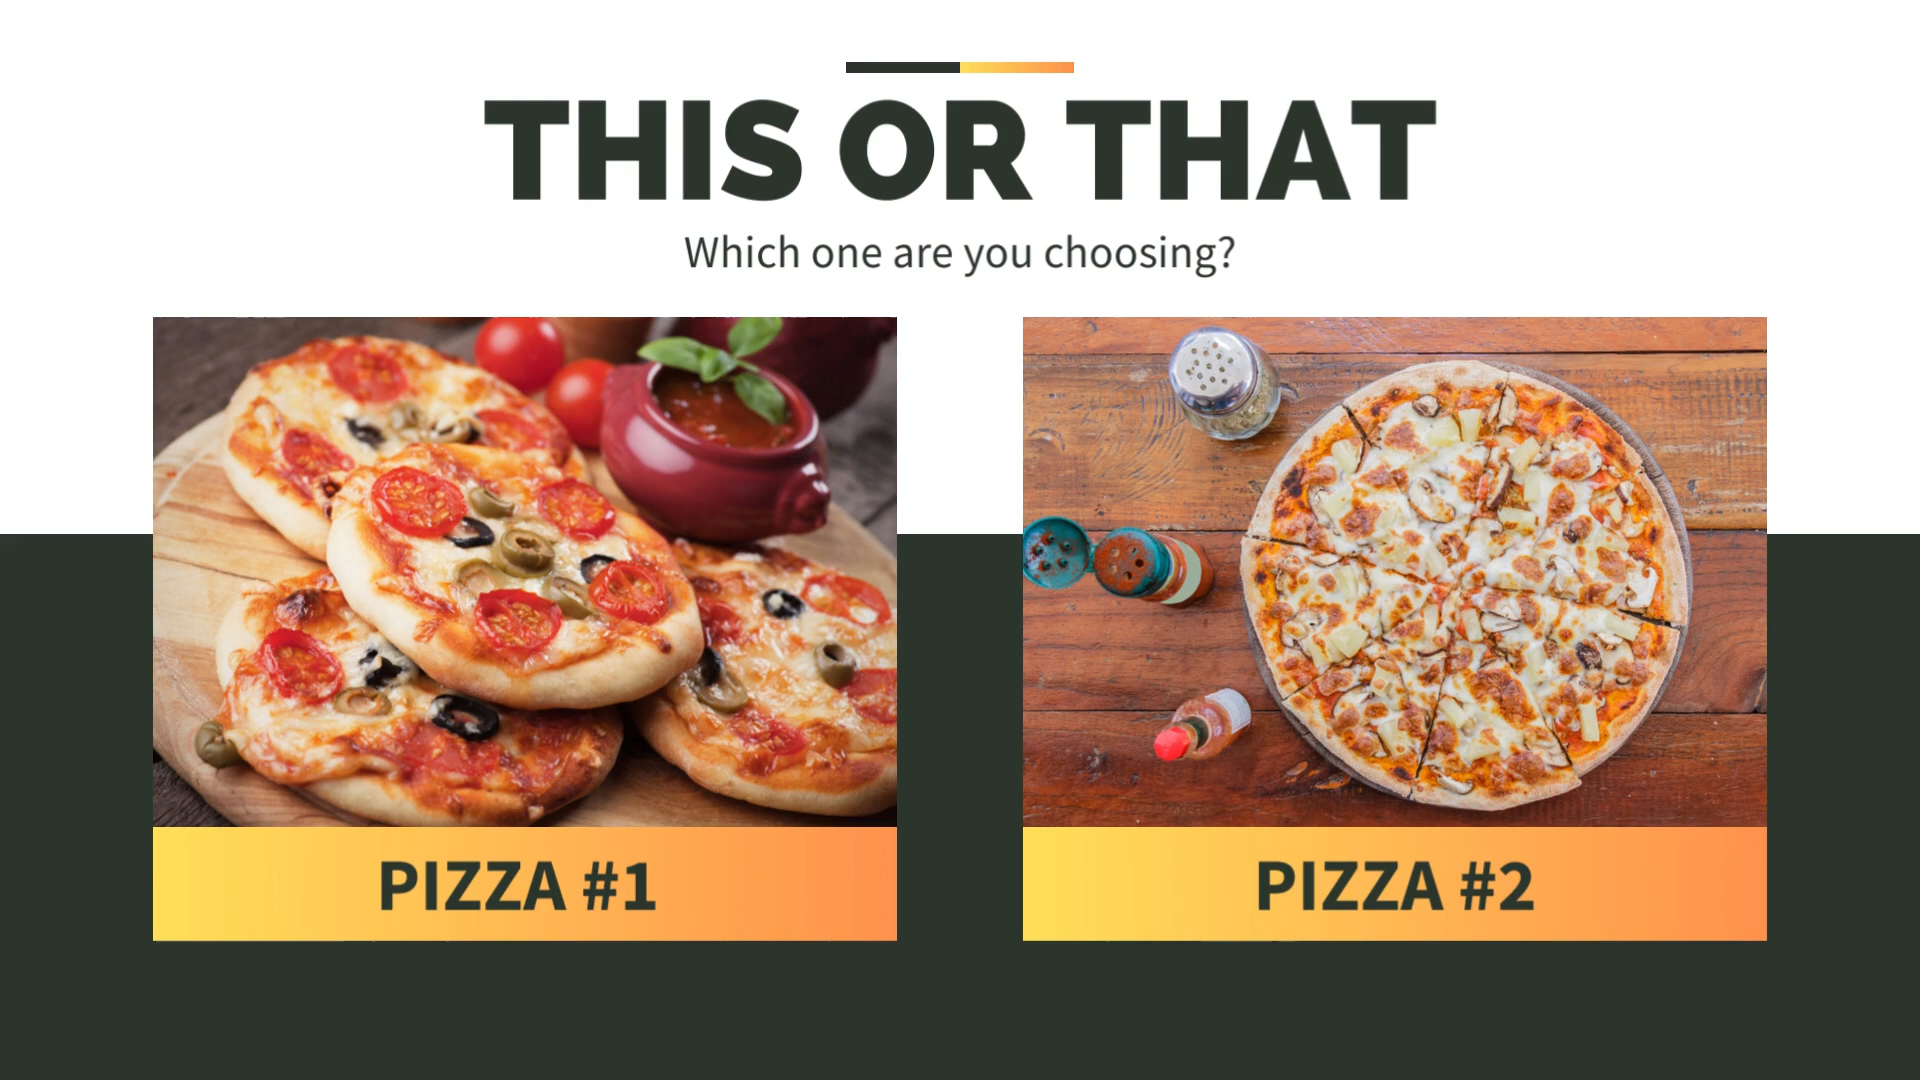 THIS OR THAT
Which one are you choosing?
PIZZA #1
PIZZA #2